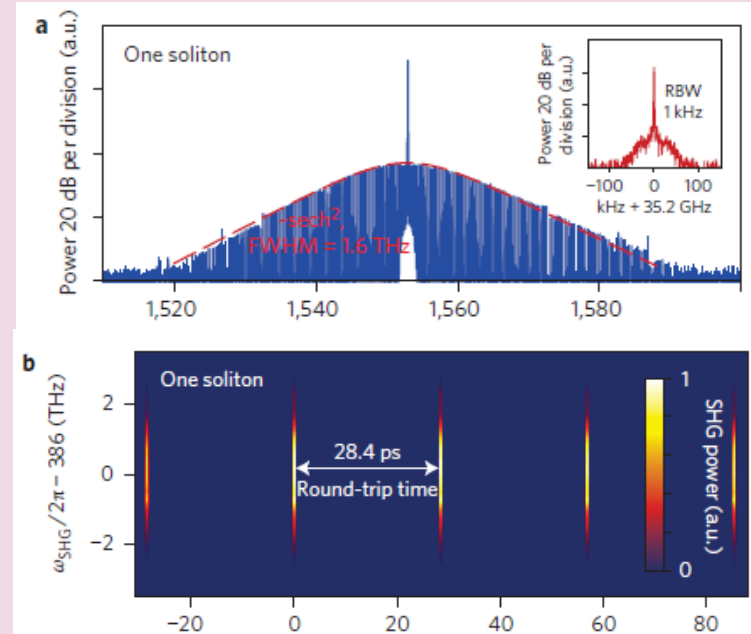 a
Power 20 dB per division (a.u.)
One soliton
Power 20 dB per
division (a.u.)
RBW
1 kHz
−100 0 100
kHz + 35.2 GHz
~sech²,
FWHM = 1.6 THz
1,520 1,540 1,560 1,580
b
ω_SHG/2π − 386 (THz)
One soliton
2
0
−2
28.4 ps
Round-trip time
1
0
SHG power
(a.u.)
−20 0 20 40 60 80